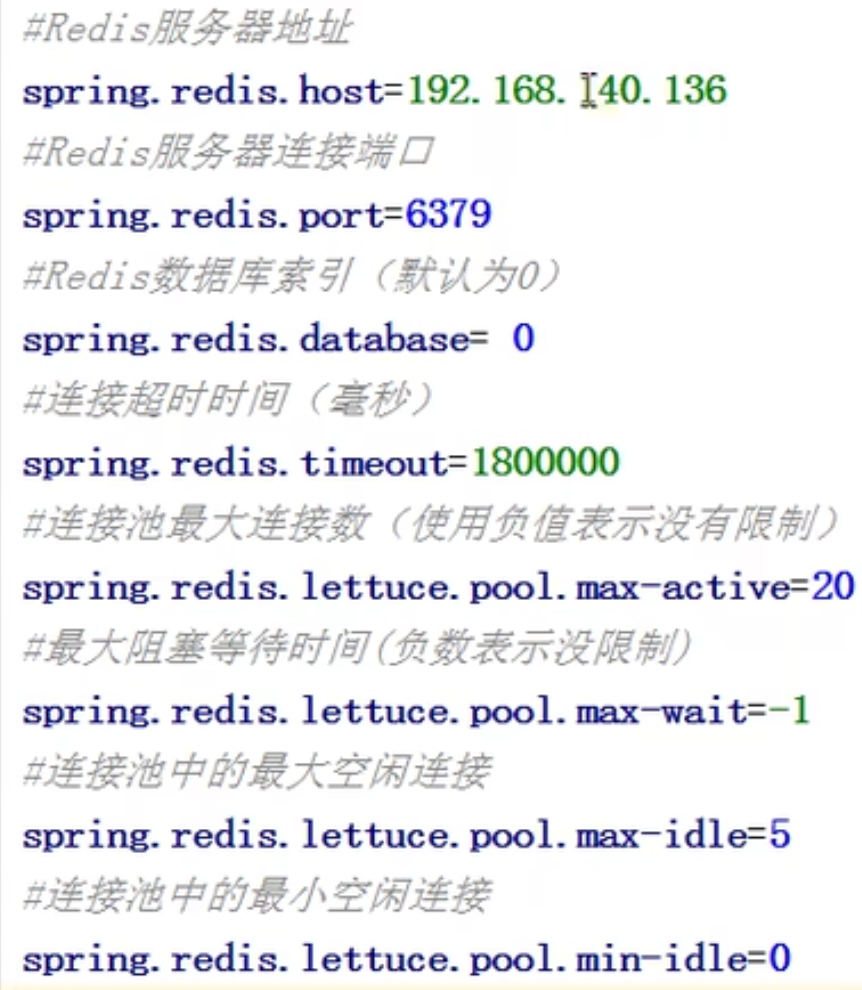 #Redis服务器地址
spring.redis.host=192.168.140.136
#Redis服务器连接端口
spring.redis.port=6379
#Redis数据库索引（默认为0）
spring.redis.database= 0
#连接超时时间（毫秒）
spring.redis.timeout=1800000
#连接池最大连接数（使用负值表示没有限制）
spring.redis.lettuce.pool.max-active=20
#最大阻塞等待时间(负数表示没限制)
spring.redis.lettuce.pool.max-wait=-1
#连接池中的最大空闲连接
spring.redis.lettuce.pool.max-idle=5
#连接池中的最小空闲连接
spring.redis.lettuce.pool.min-idle=0